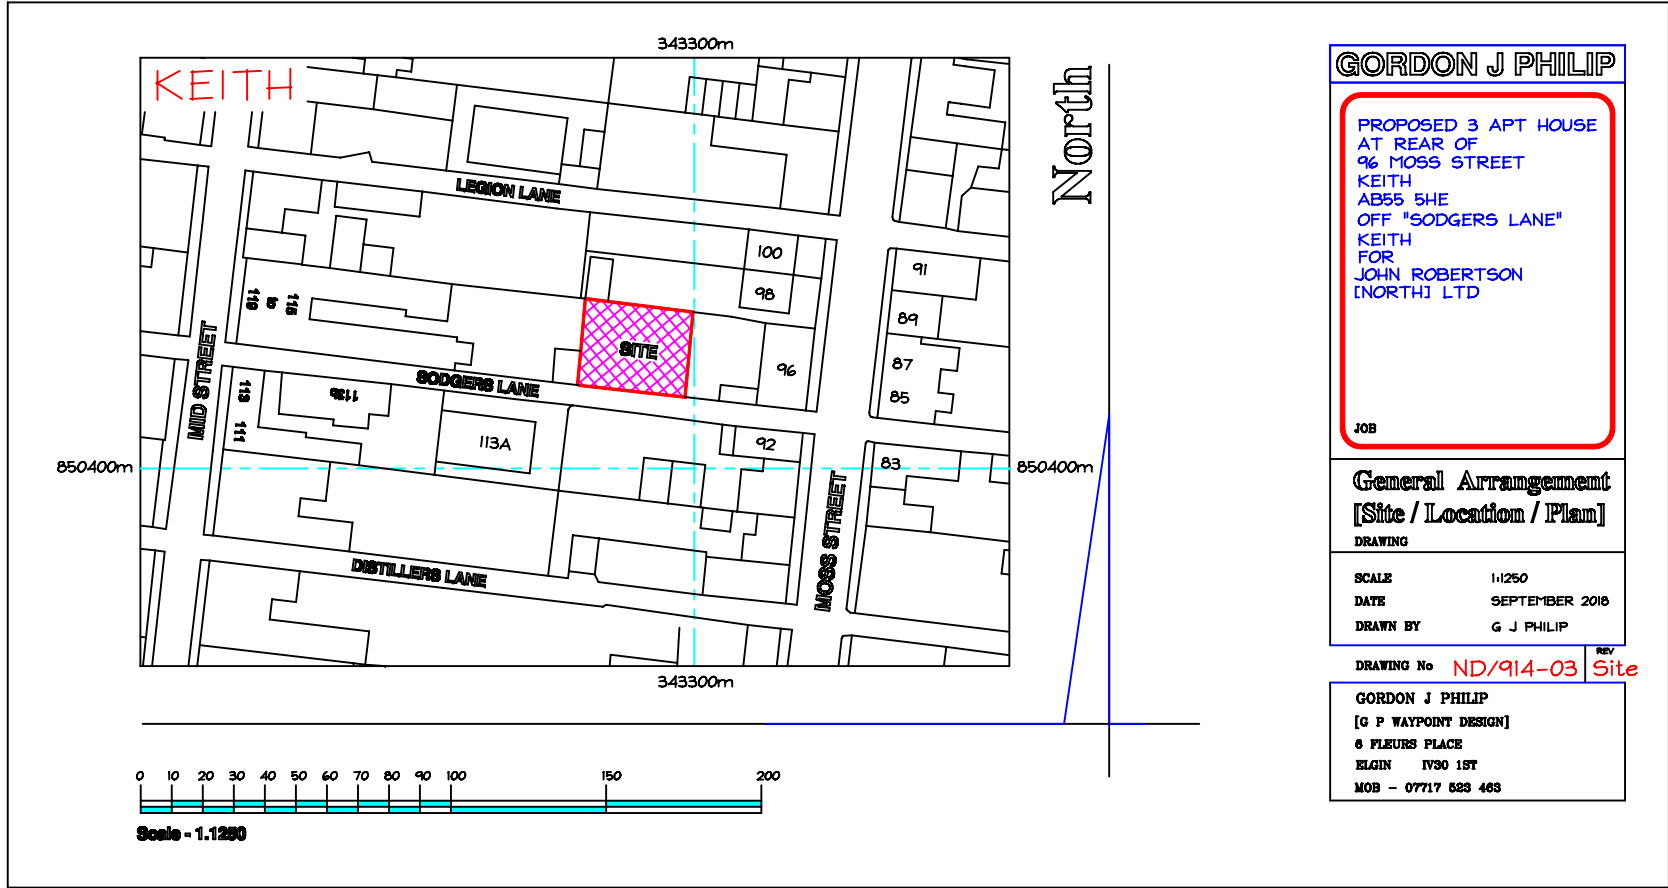 343300m
KEITH
North
LEGION LANE
100
98
91
89
87
85
96
119
to
115
SITE
MID STREET
SODGERS LANE
113
111
113b
113A
92
83
850400m
850400m
MOSS STREET
DISTILLERS LANE
343300m
0 10 20 30 40 50 60 70 80 90 100 150 200
Scale - 1.1250
GORDON J PHILIP
PROPOSED 3 APT HOUSE
AT REAR OF
96 MOSS STREET
KEITH
AB55 5HE
OFF "SODGERS LANE"
KEITH
FOR
JOHN ROBERTSON
[NORTH] LTD
JOB
General Arrangement
[Site / Location / Plan]
DRAWING
SCALE 1:1250
DATE SEPTEMBER 2018
DRAWN BY G J PHILIP
REV
DRAWING No ND/914-03 Site
GORDON J PHILIP
[G P WAYPOINT DESIGN]
6 FLEURS PLACE
ELGIN IV30 1ST
MOB - 07717 523 463